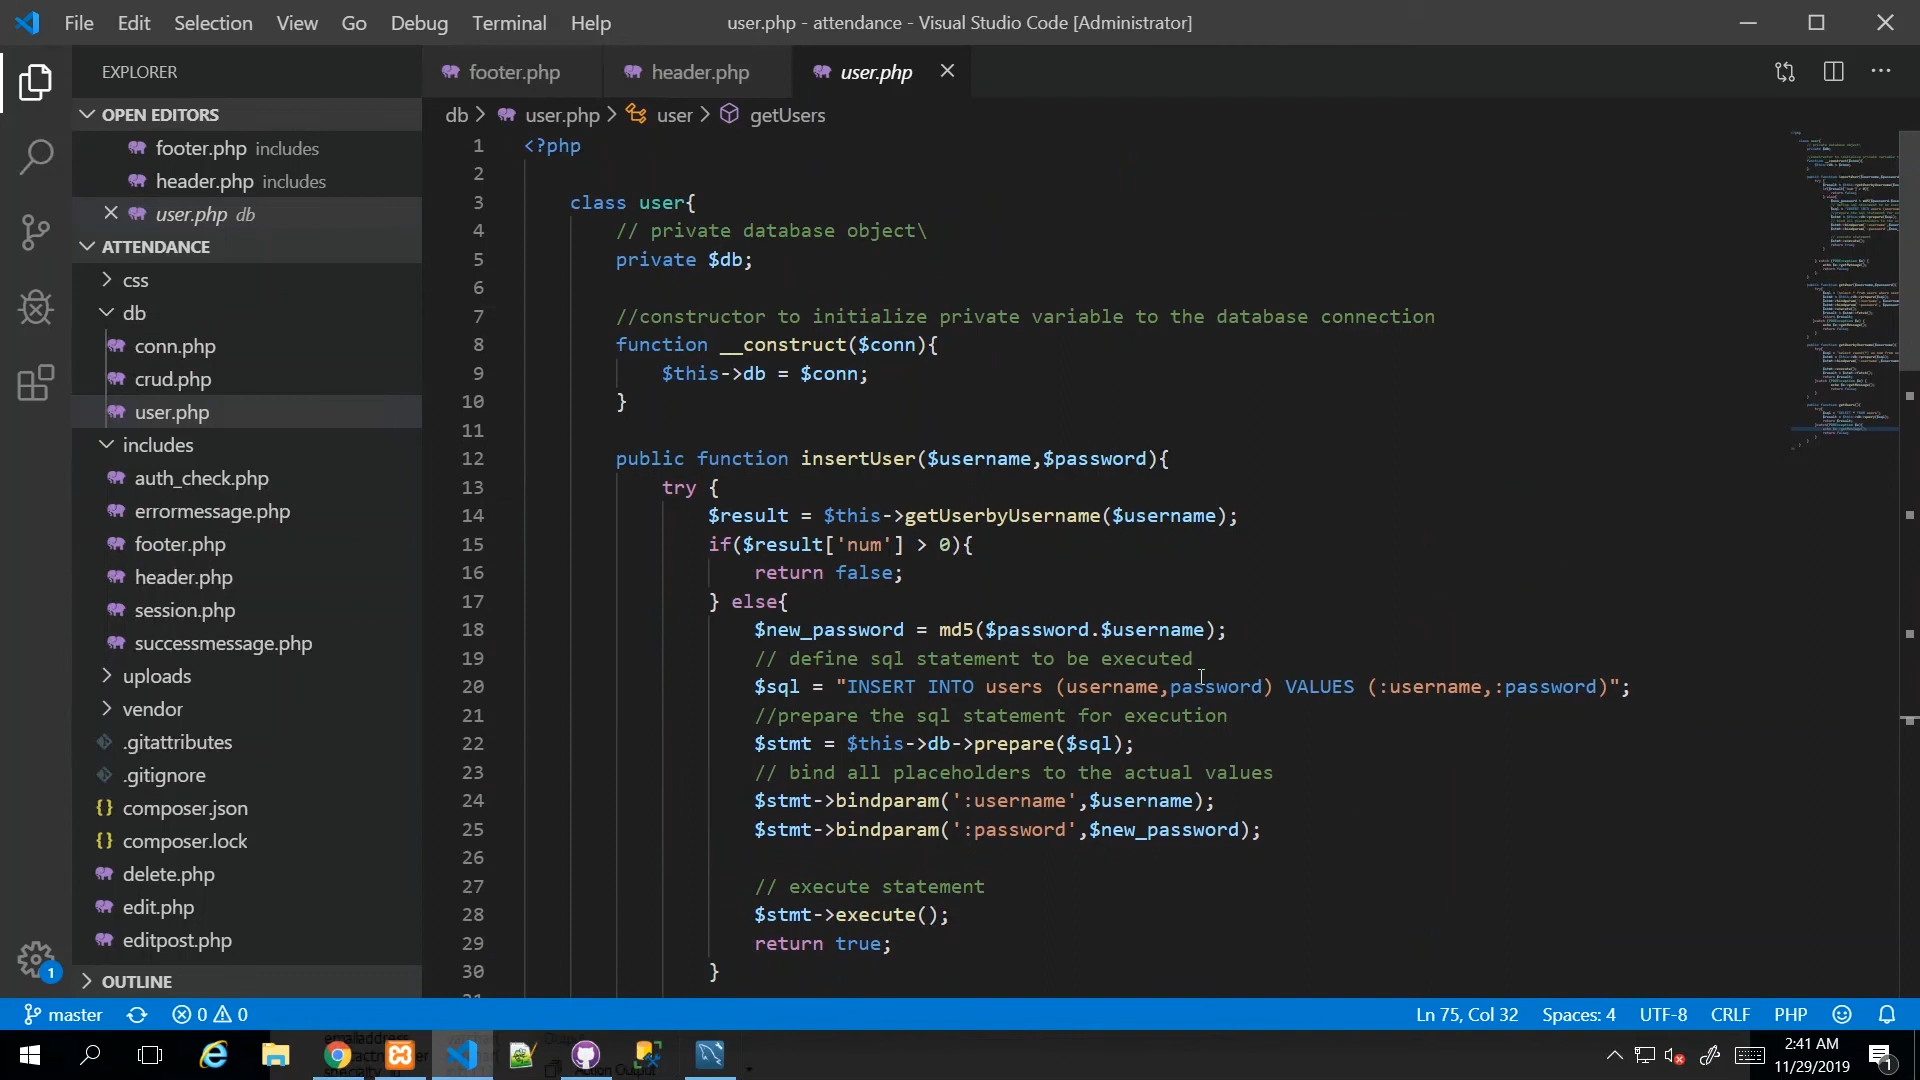 File Edit Selection View Go Debug Terminal Help
user.php - attendance - Visual Studio Code [Administrator]
EXPLORER
OPEN EDITORS
footer.php includes
header.php includes
user.php db
ATTENDANCE
css
db
conn.php
crud.php
user.php
includes
auth_check.php
errormessage.php
footer.php
header.php
session.php
successmessage.php
uploads
vendor
.gitattributes
.gitignore
composer.json
composer.lock
delete.php
edit.php
editpost.php
OUTLINE
1
footer.php header.php user.php
db > user.php > user > getUsers
1 <?php
2
3 class user{
4 // private database object\
5 private $db;
6
7 //constructor to initialize private variable to the database connection
8 function __construct($conn){
9 $this->db = $conn;
10 }
11
12 public function insertUser($username,$password){
13 try {
14 $result = $this->getUserbyUsername($username);
15 if($result['num'] > 0){
16 return false;
17 } else{
18 $new_password = md5($password.$username);
19 // define sql statement to be executed
20 $sql = "INSERT INTO users (username,password) VALUES (:username,:password)";
21 //prepare the sql statement for execution
22 $stmt = $this->db->prepare($sql);
23 // bind all placeholders to the actual values
24 $stmt->bindparam(':username',$username);
25 $stmt->bindparam(':password',$new_password);
26
27 // execute statement
28 $stmt->execute();
29 return true;
30 }
master 0 0 Ln 75, Col 32 Spaces: 4 UTF-8 CRLF PHP
2:41 AM
11/29/2019
1